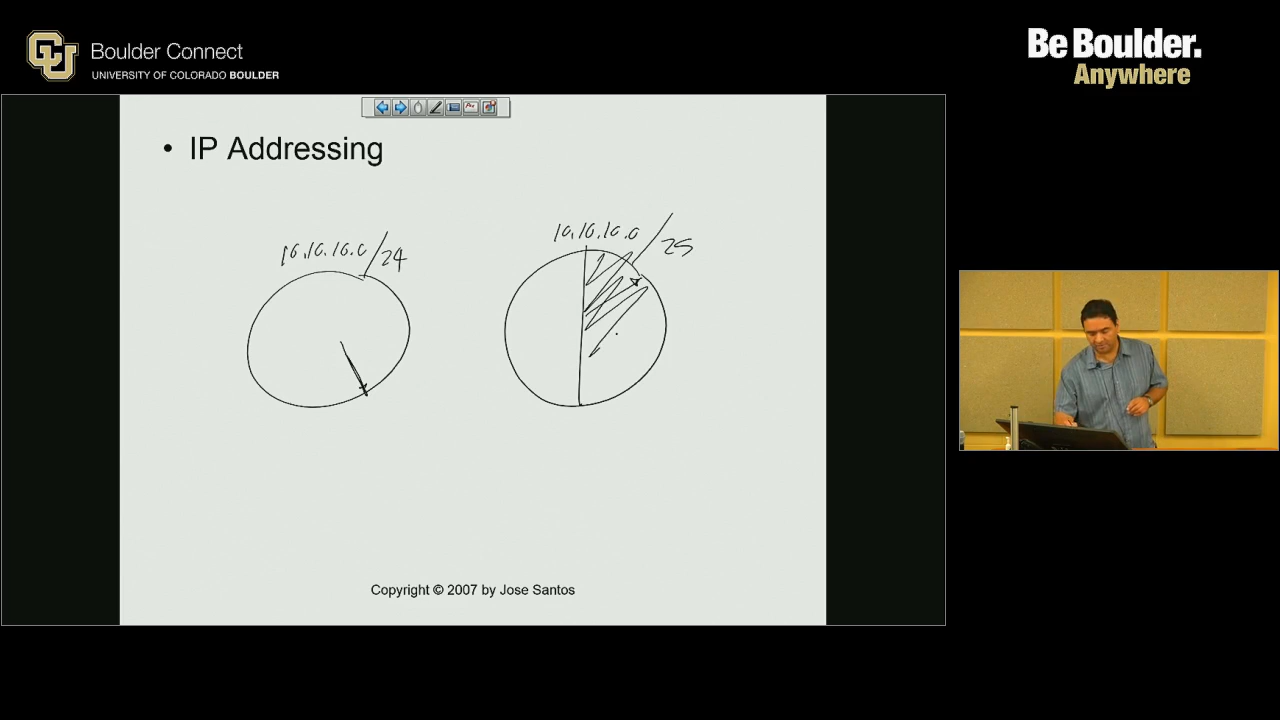 CU
Boulder Connect
UNIVERSITY OF COLORADO BOULDER
Be Boulder.
Anywhere
• IP Addressing
10.10.10.0/24
10.10.10.0/25
Copyright © 2007 by Jose Santos